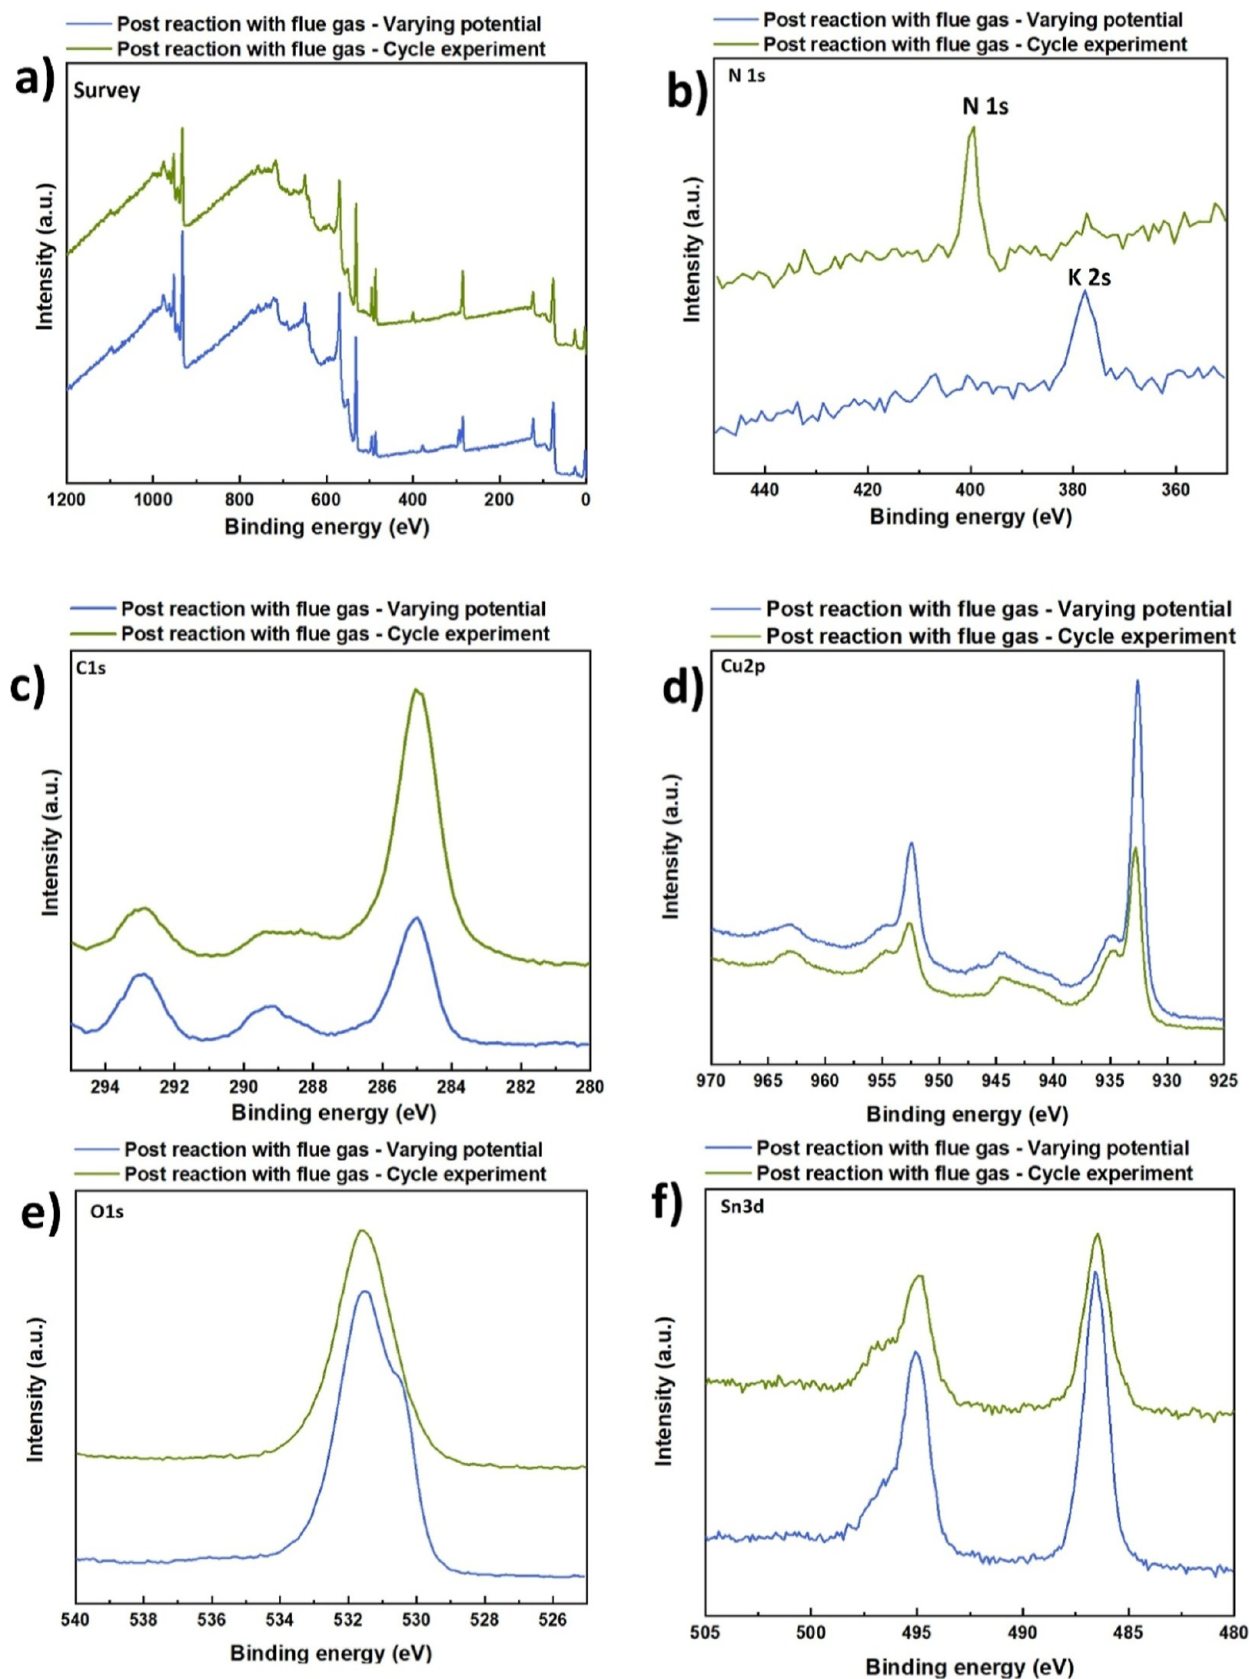 Post reaction with flue gas - Varying potential
Post reaction with flue gas - Cycle experiment
a)
Survey
Intensity (a.u.)
1200 1000 800 600 400 200 0
Binding energy (eV)
Post reaction with flue gas - Varying potential
Post reaction with flue gas - Cycle experiment
b)
N 1s
N 1s
K 2s
Intensity (a.u.)
440 420 400 380 360
Binding energy (eV)
Post reaction with flue gas - Varying potential
Post reaction with flue gas - Cycle experiment
c)
C1s
Intensity (a.u.)
294 292 290 288 286 284 282 280
Binding energy (eV)
Post reaction with flue gas - Varying potential
Post reaction with flue gas - Cycle experiment
d)
Cu2p
Intensity (a.u.)
970 965 960 955 950 945 940 935 930 925
Binding energy (eV)
Post reaction with flue gas - Varying potential
Post reaction with flue gas - Cycle experiment
e)
O1s
Intensity (a.u.)
540 538 536 534 532 530 528 526
Binding energy (eV)
Post reaction with flue gas - Varying potential
Post reaction with flue gas - Cycle experiment
f)
Sn3d
Intensity (a.u.)
505 500 495 490 485 480
Binding energy (eV)